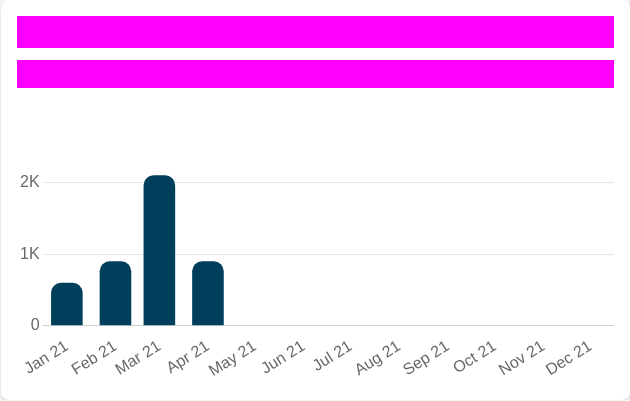 2K
1K
0
Jan 21
Feb 21
Mar 21
Apr 21
May 21
Jun 21
Jul 21
Aug 21
Sep 21
Oct 21
Nov 21
Dec 21